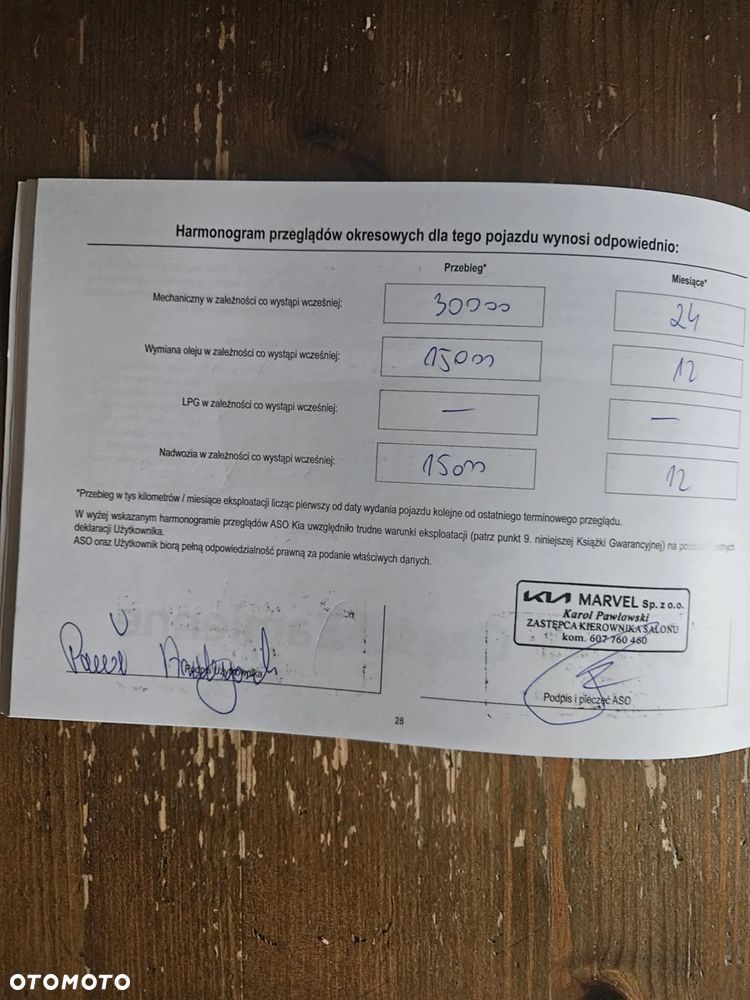 Harmonogram przeglądów okresowych dla tego pojazdu wynosi odpowiednio:
Przebieg* Miesiące*
Mechaniczny w zależności co wystąpi wcześniej: 30000 24
Wymiana oleju w zależności co wystąpi wcześniej: 15000 12
LPG w zależności co wystąpi wcześniej: — —
Nadwozia w zależności co wystąpi wcześniej: 15000 12
*Przebieg w tys kilometrów / miesiące eksploatacji licząc pierwszy od daty wydania pojazdu kolejne od ostatniego terminowego przeglądu.
W wyżej wskazanym harmonogramie przeglądów ASO Kia uwzględniło trudne warunki eksploatacji (patrz punkt 9. niniejszej Książki Gwarancyjnej) na
deklaracji Użytkownika.
ASO oraz Użytkownik biorą pełną odpowiedzialność prawną za podanie właściwych danych.
KIA MARVEL Sp. z o.o.
Karol Pawłowski
ZASTĘPCA KIEROWNIKA SALONU
kom. 607 760 460
Podpis Użytkownika
Podpis i pieczęć ASO
28
OTOMOTO